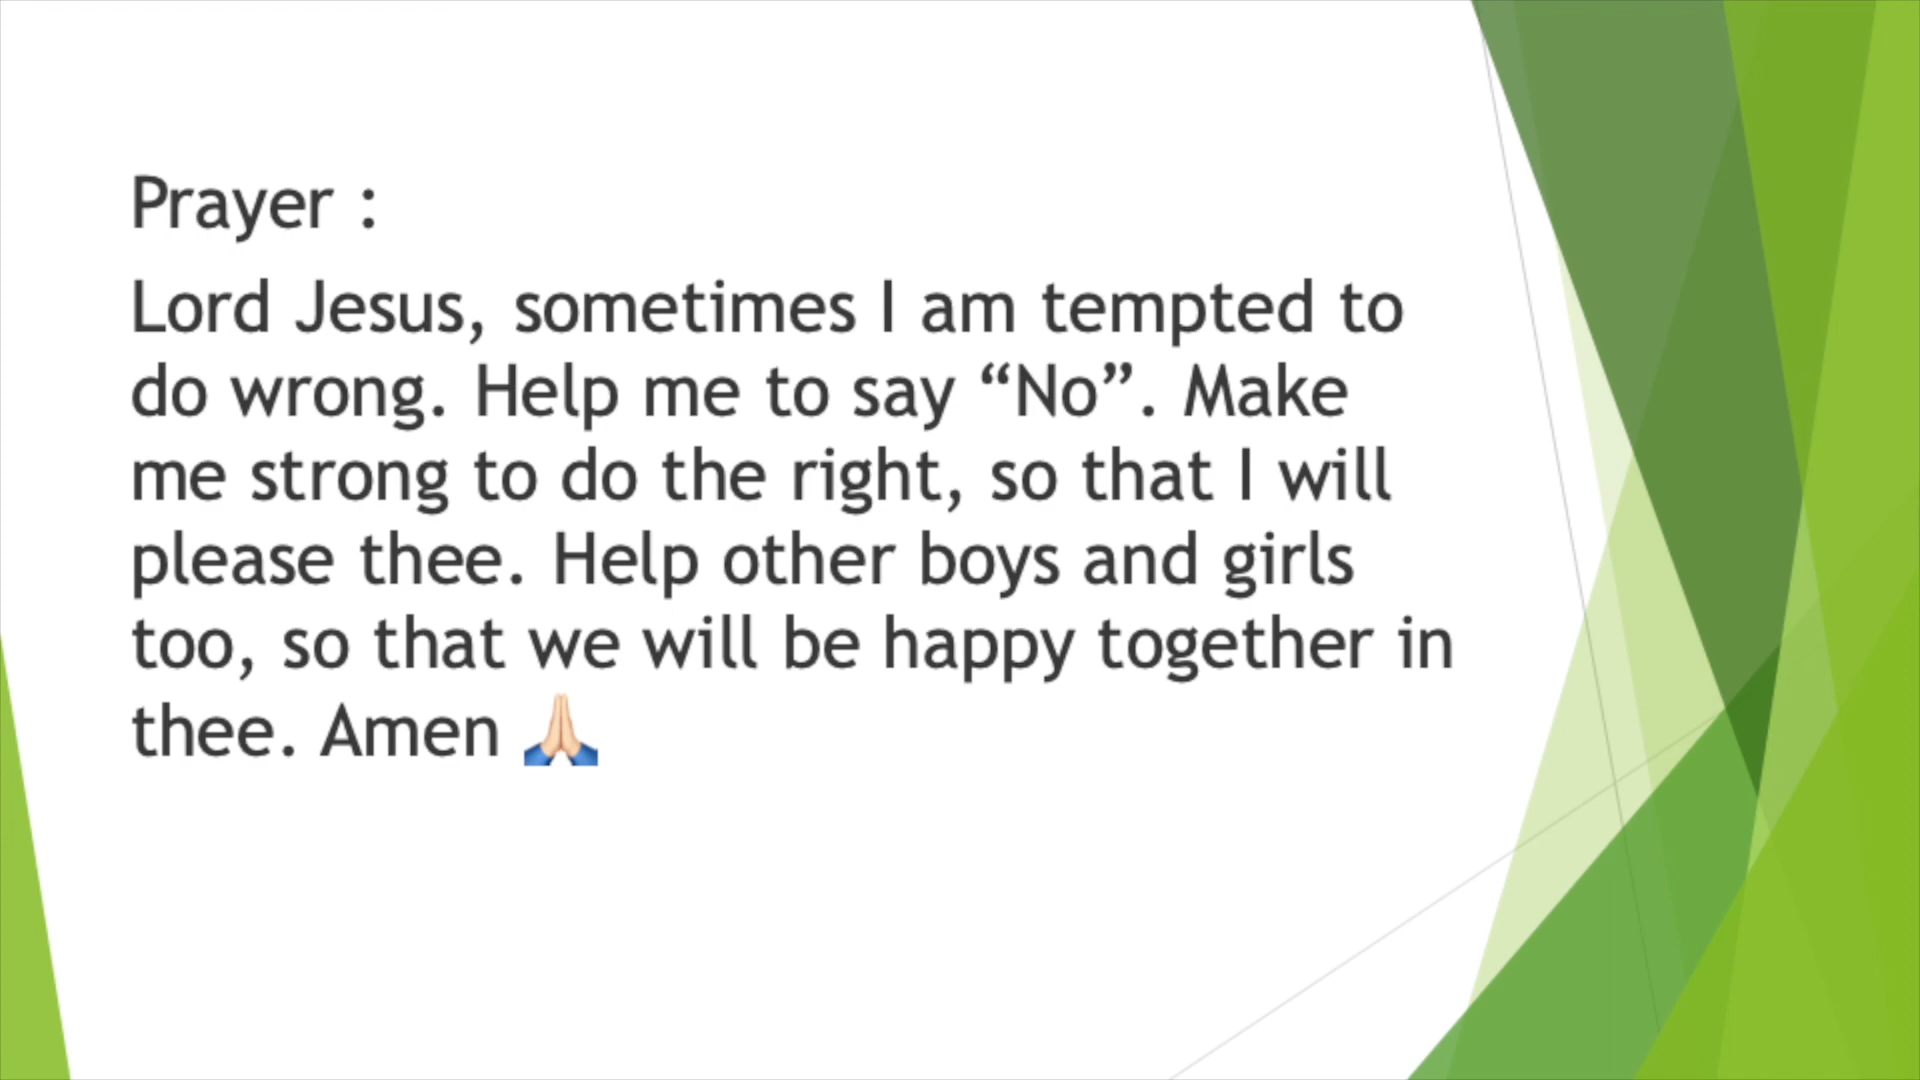 Prayer :
Lord Jesus, sometimes I am tempted to
do wrong. Help me to say “No”. Make
me strong to do the right, so that I will
please thee. Help other boys and girls
too, so that we will be happy together in
thee. Amen 🙏🏻